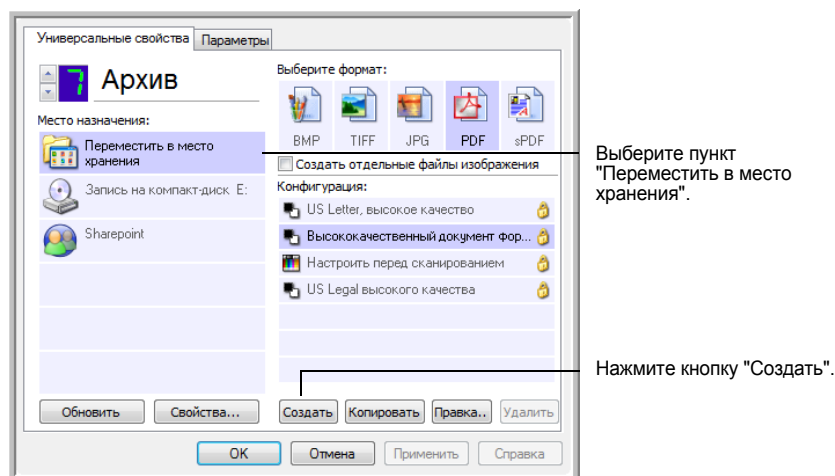 Универсальные свойства Параметры
7 Архив
Место назначения:
Переместить в место
хранения
Запись на компакт-диск E:
Sharepoint
Выберите формат:
BMP TIFF JPG PDF sPDF
Создать отдельные файлы изображения
Конфигурация:
US Letter, высокое качество
Высококачественный документ фор...
Настроить перед сканированием
US Legal высокого качества
Обновить Свойства... Создать Копировать Правка.. Удалить
OK Отмена Применить Справка
Выберите пункт
"Переместить в место
хранения".
Нажмите кнопку "Создать".